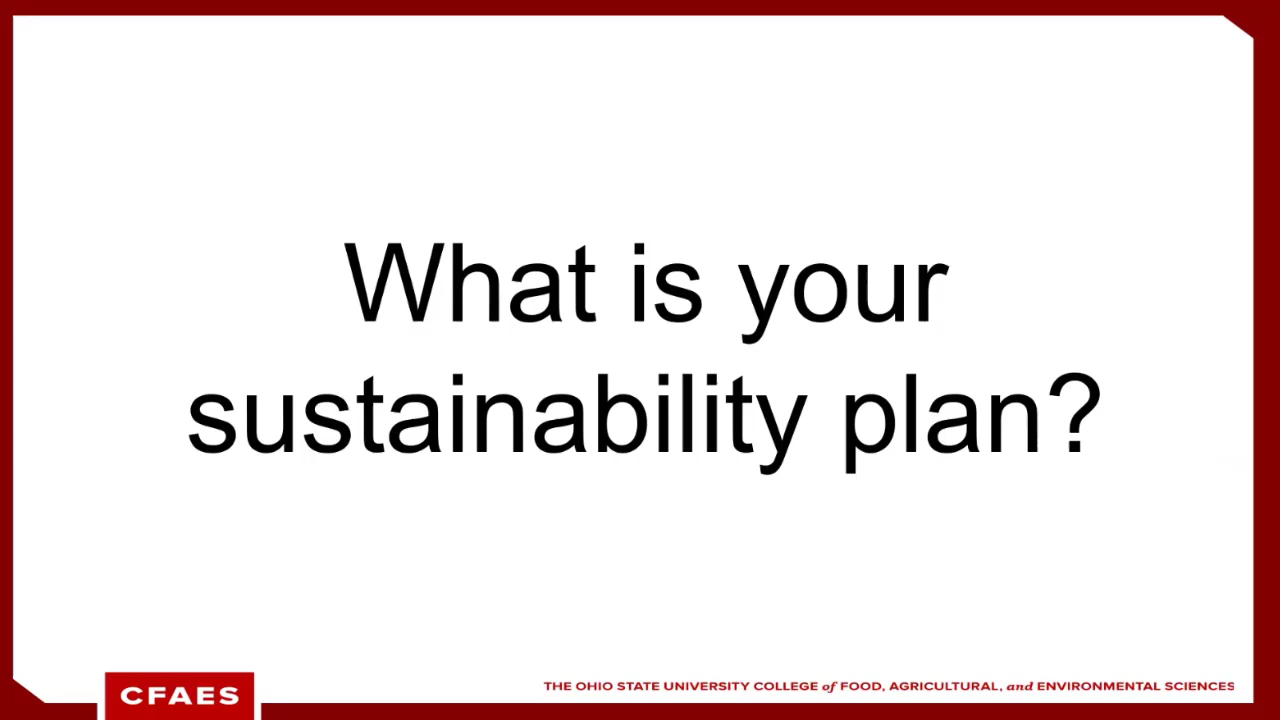 What is your
sustainability plan?
CFAES
THE OHIO STATE UNIVERSITY COLLEGE of FOOD, AGRICULTURAL, and ENVIRONMENTAL SCIENCES